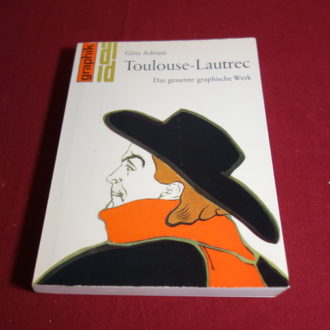 graphik
Götz Adriani
Toulouse-Lautrec
Das gesamte graphische Werk